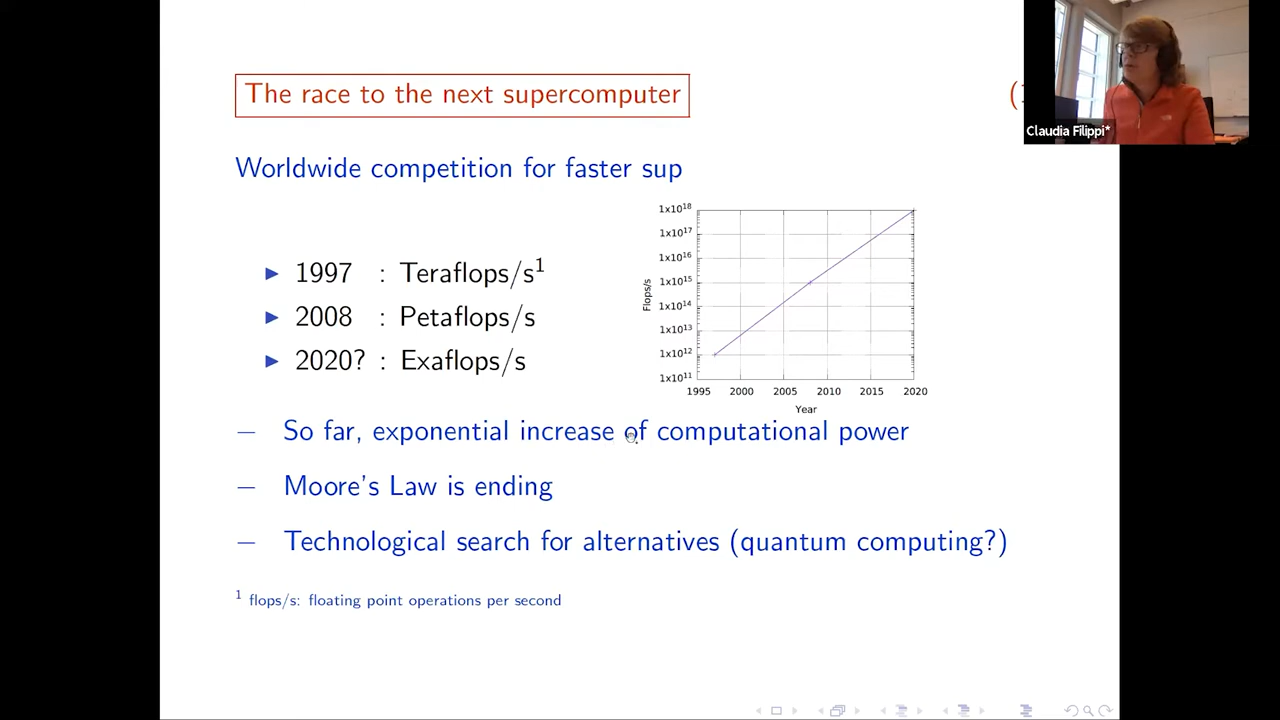 The race to the next supercomputer
(
Claudia Filippi*
Worldwide competition for faster sup
▶ 1997 : Teraflops/s¹
▶ 2008 : Petaflops/s
▶ 2020? : Exaflops/s
1x10¹⁸
1x10¹⁷
1x10¹⁶
1x10¹⁵
1x10¹⁴
1x10¹³
1x10¹²
1x10¹¹
Flops/s
1995 2000 2005 2010 2015 2020
Year
– So far, exponential increase of computational power
– Moore's Law is ending
– Technological search for alternatives (quantum computing?)
¹ flops/s: floating point operations per second